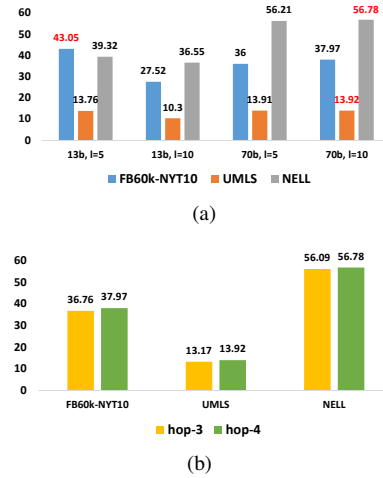 60
50
40
30
20
10
0
43.05
13.76
39.32
27.52
10.3
36.55
36
13.91
56.21
37.97
13.92
56.78
13b, l=5
13b, l=10
70b, l=5
70b, l=10
FB60k-NYT10 UMLS NELL
(a)
60
50
40
30
20
10
0
36.76
37.97
13.17
13.92
56.09
56.78
FB60k-NYT10
UMLS
NELL
hop-3 hop-4
(b)